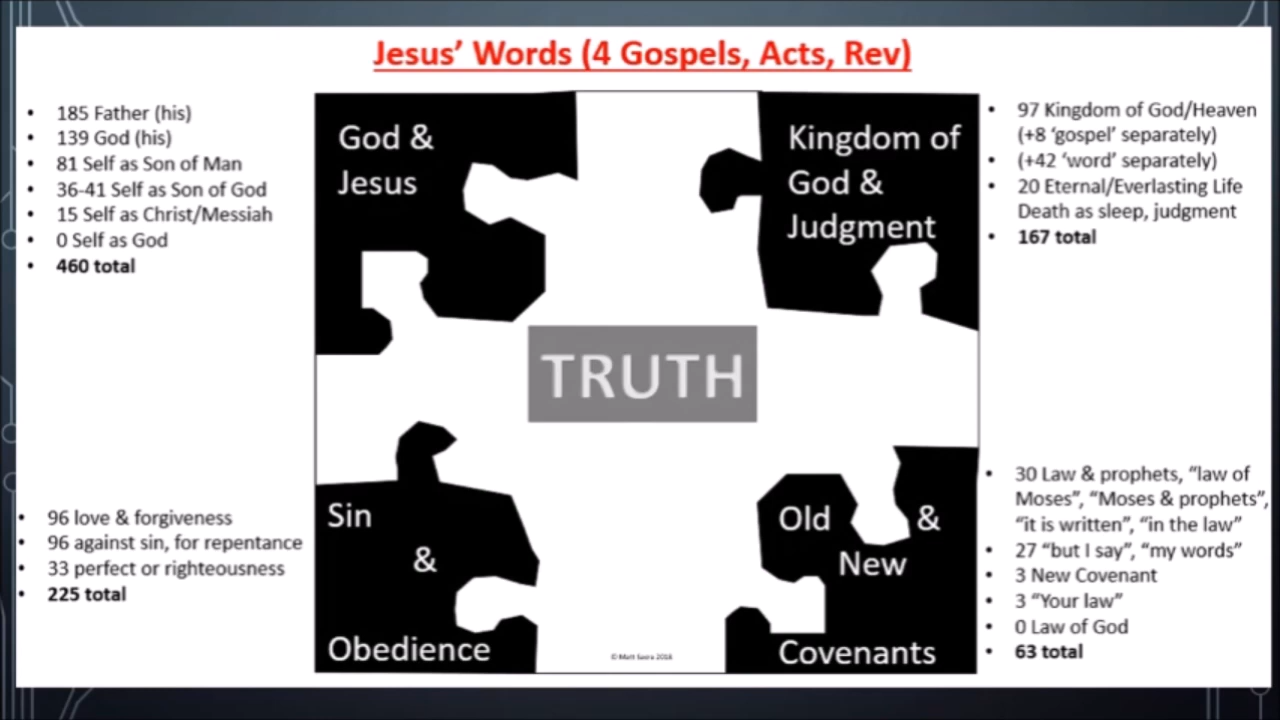 Jesus’ Words (4 Gospels, Acts, Rev)
• 185 Father (his)
• 139 God (his)
• 81 Self as Son of Man
• 36-41 Self as Son of God
• 15 Self as Christ/Messiah
• 0 Self as God
• 460 total
God &
Jesus
Kingdom of
God &
Judgment
• 97 Kingdom of God/Heaven
(+8 ‘gospel’ separately)
• (+42 ‘word’ separately)
• 20 Eternal/Everlasting Life
Death as sleep, judgment
• 167 total
TRUTH
• 96 love & forgiveness
• 96 against sin, for repentance
• 33 perfect or righteousness
• 225 total
Sin
&
Obedience
Old &
New
Covenants
• 30 Law & prophets, “law of
Moses”, “Moses & prophets”,
“it is written”, “in the law”
• 27 “but I say”, “my words”
• 3 New Covenant
• 3 “Your law”
• 0 Law of God
• 63 total
© Matt 2016